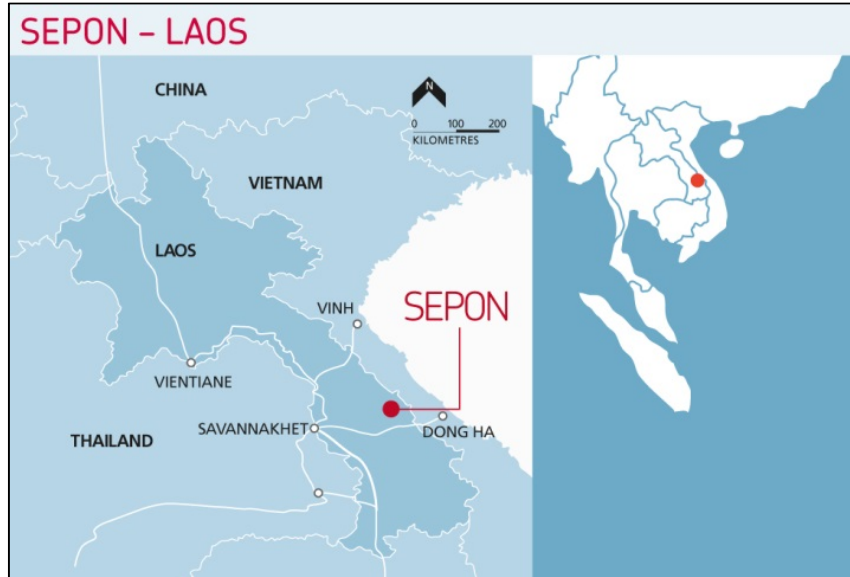 SEPON – LAOS
CHINA
N
0 100 200
KILOMETRES
VIETNAM
LAOS
VINH
SEPON
VIENTIANE
SAVANNAKHET
DONG HA
THAILAND